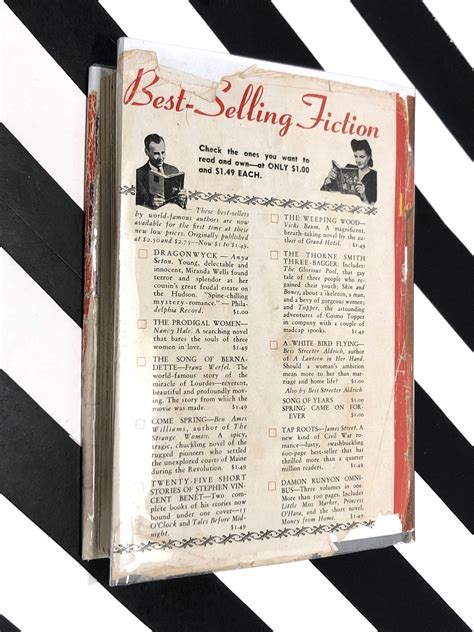 Best-Selling Fiction
Check the ones you want to
read and own—at ONLY $1.00
and $1.49 EACH.
These best-sellers
by world-famous authors are now
available for the first time at these
new low prices. Originally published
at $2.50 and $2.75—Now $1 to $1.49.
DRAGONWYCK — Anya
Seton. Young, delectable and
innocent, Miranda Wells found
terror and splendor at her
cousin's great feudal estate on
the Hudson. "Spine-chilling
mystery-romance." — Phila-
delphia Record. $1.00
THE PRODIGAL WOMEN—
Nancy Hale. A searching novel
that bares the souls of three
women in love. $1.49
THE SONG OF BERNA-
DETTE—Franz Werfel. The
world-famous story of the
miracle of Lourdes—reverent,
beautiful and profoundly mov-
ing. The story from which the
movie was made. $1.49
COME SPRING—Ben Ames
Williams, author of The
Strange Woman. A spicy,
tragic, chuckling novel of the
rugged pioneers who settled
the unexplored coasts of Maine
during the Revolution. $1.49
TWENTY-FIVE SHORT
STORIES OF STEPHEN VIN-
CENT BENÉT—Two com-
plete books of his stories now
in one convenient volume—13
O'Clock and Tales Before Mid-
night. $1.49
THE WEEPING WOOD—
Vicki Baum. A magnificent,
breath-taking novel by the au-
thor of Grand Hotel. $1.49
THE THORNE SMITH
THREE-BAGGER. Includes
The Glorious Pool, that gay
tale of three people who re-
gained their youth; Skin and
Bones, about a skeleton, a man,
and a bevy of gorgeous women;
and Topper, the astounding
adventures of Cosmo Topper
in company with a couple of
madcap spooks. $1.49
A WHITE BIRD FLYING—
Bess Streeter Aldrich, author
of A Lantern in Her Hand.
Should a woman's ambition
mean more to her than mar-
riage and home life? $1.00
Also by Bess Streeter Aldrich
SONG OF YEARS $1.00
SPRING CAME ON FOR-
EVER $1.00
TAP ROOTS—James Street. A
new kind of Civil War ro-
mance—lusty, swashbuckling
600-page best-seller that has
thrilled more than a quarter
million readers. $1.49
DAMON RUNYON OMNI-
BUS—Three volumes in one.
More than 500 pages. Includes
Little Miss Marker, Princess
O'Hara, and the short novel,
Money from Home. $1.49